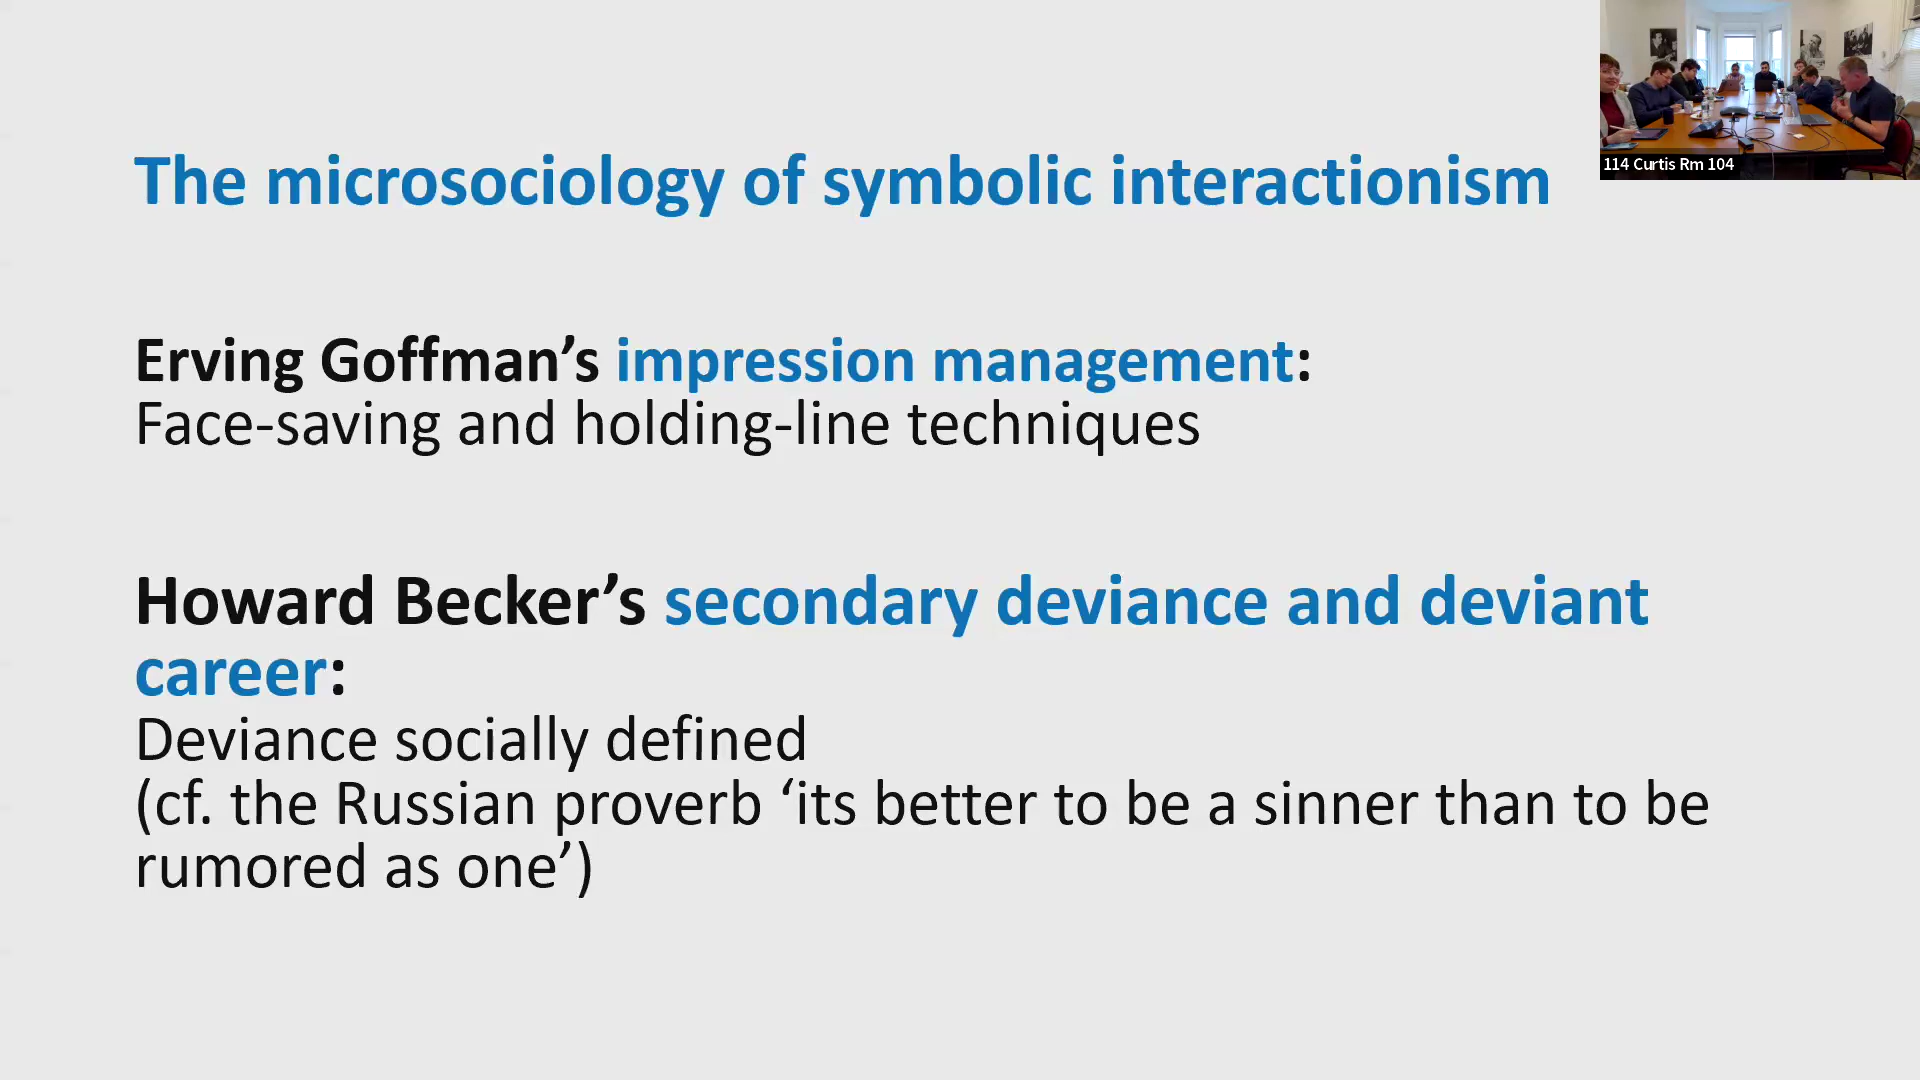 The microsociology of symbolic interactionism
114 Curtis Rm 104
Erving Goffman’s impression management:
Face-saving and holding-line techniques
Howard Becker’s secondary deviance and deviant
career:
Deviance socially defined
(cf. the Russian proverb ‘its better to be a sinner than to be
rumored as one’)